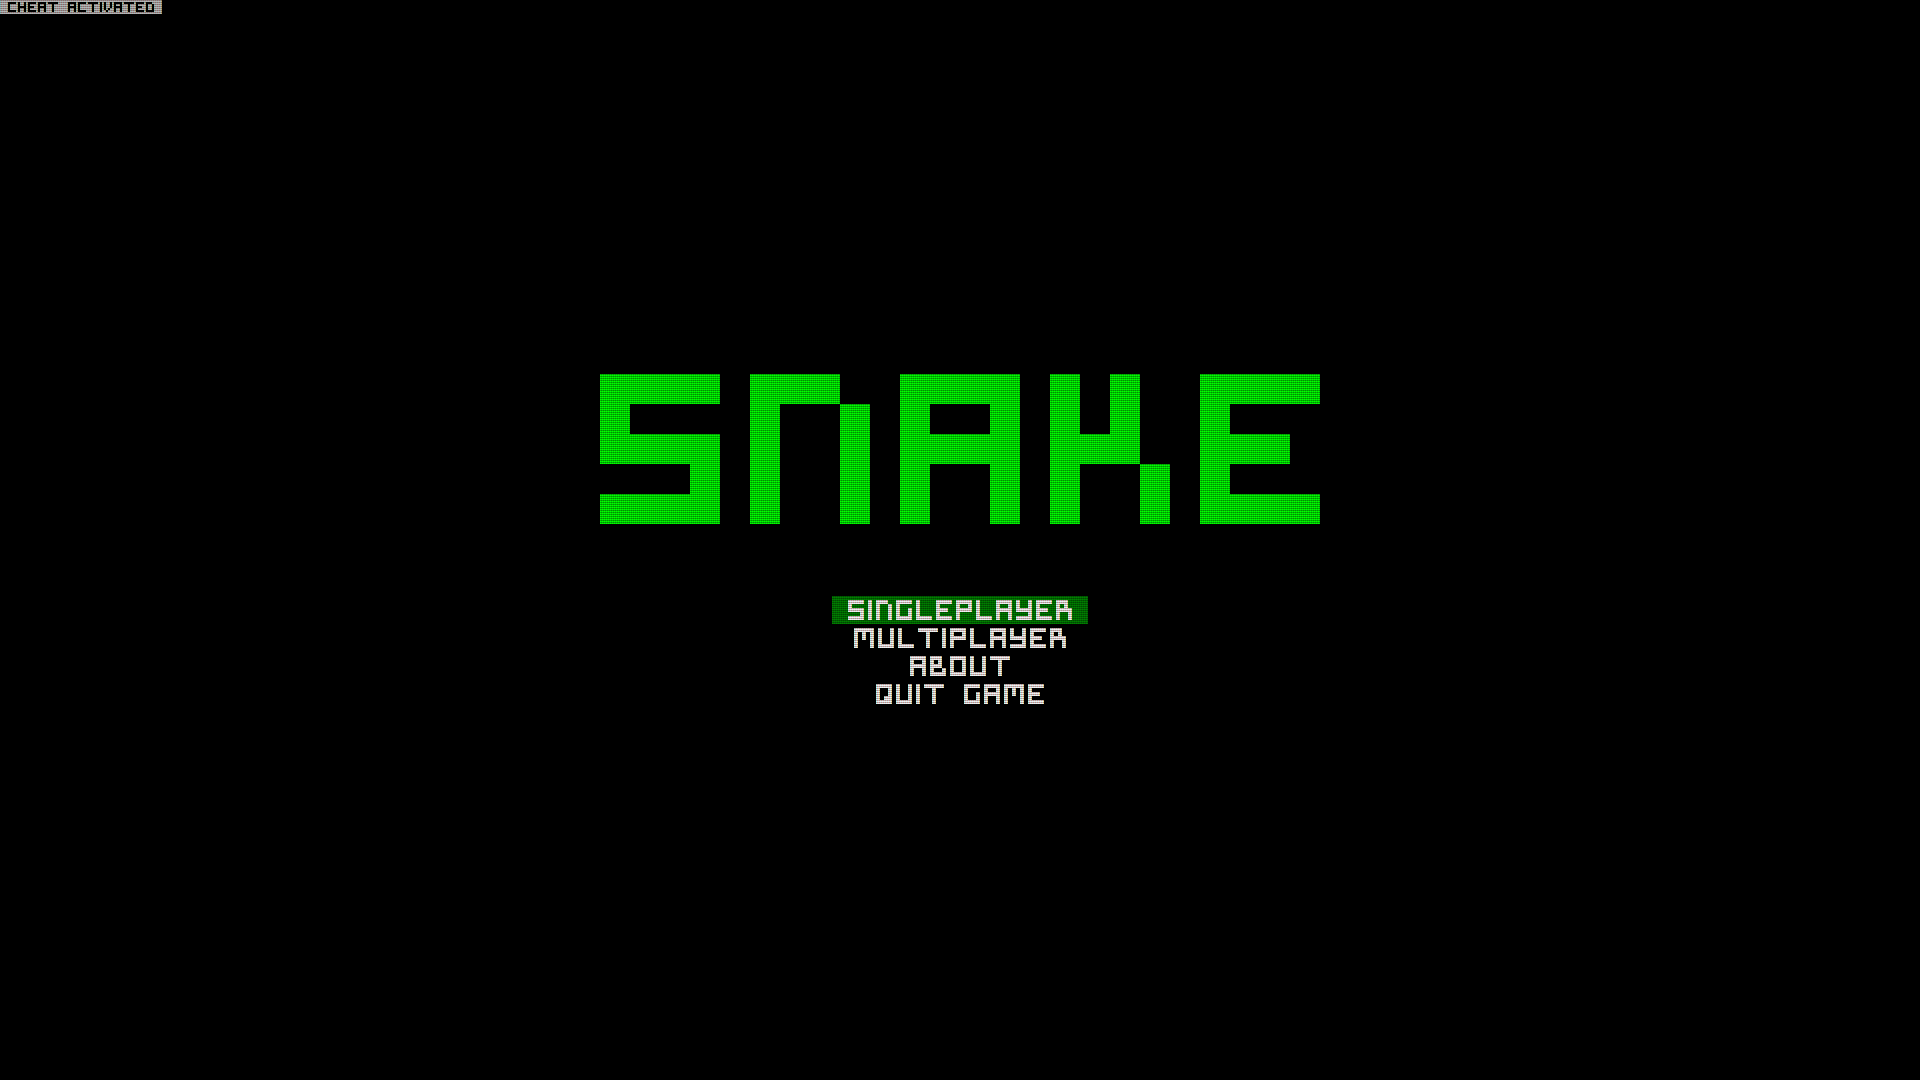 CHEAT ACTIVATED
SNAKE
SINGLEPLAYER
MULTIPLAYER
ABOUT
QUIT GAME